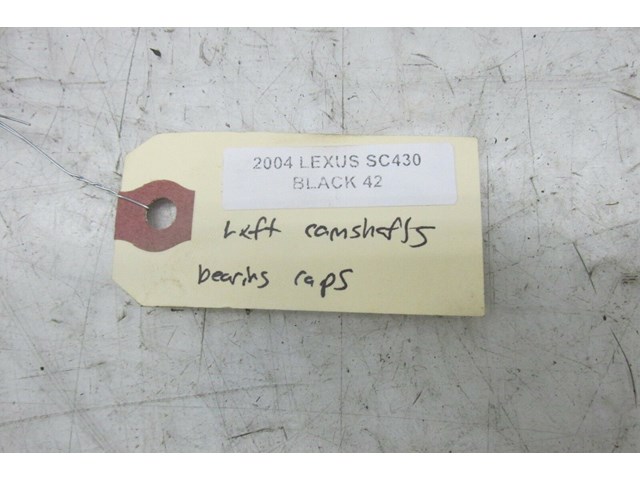 2004 LEXUS SC430
BLACK 42
Left camshafts
bearing caps